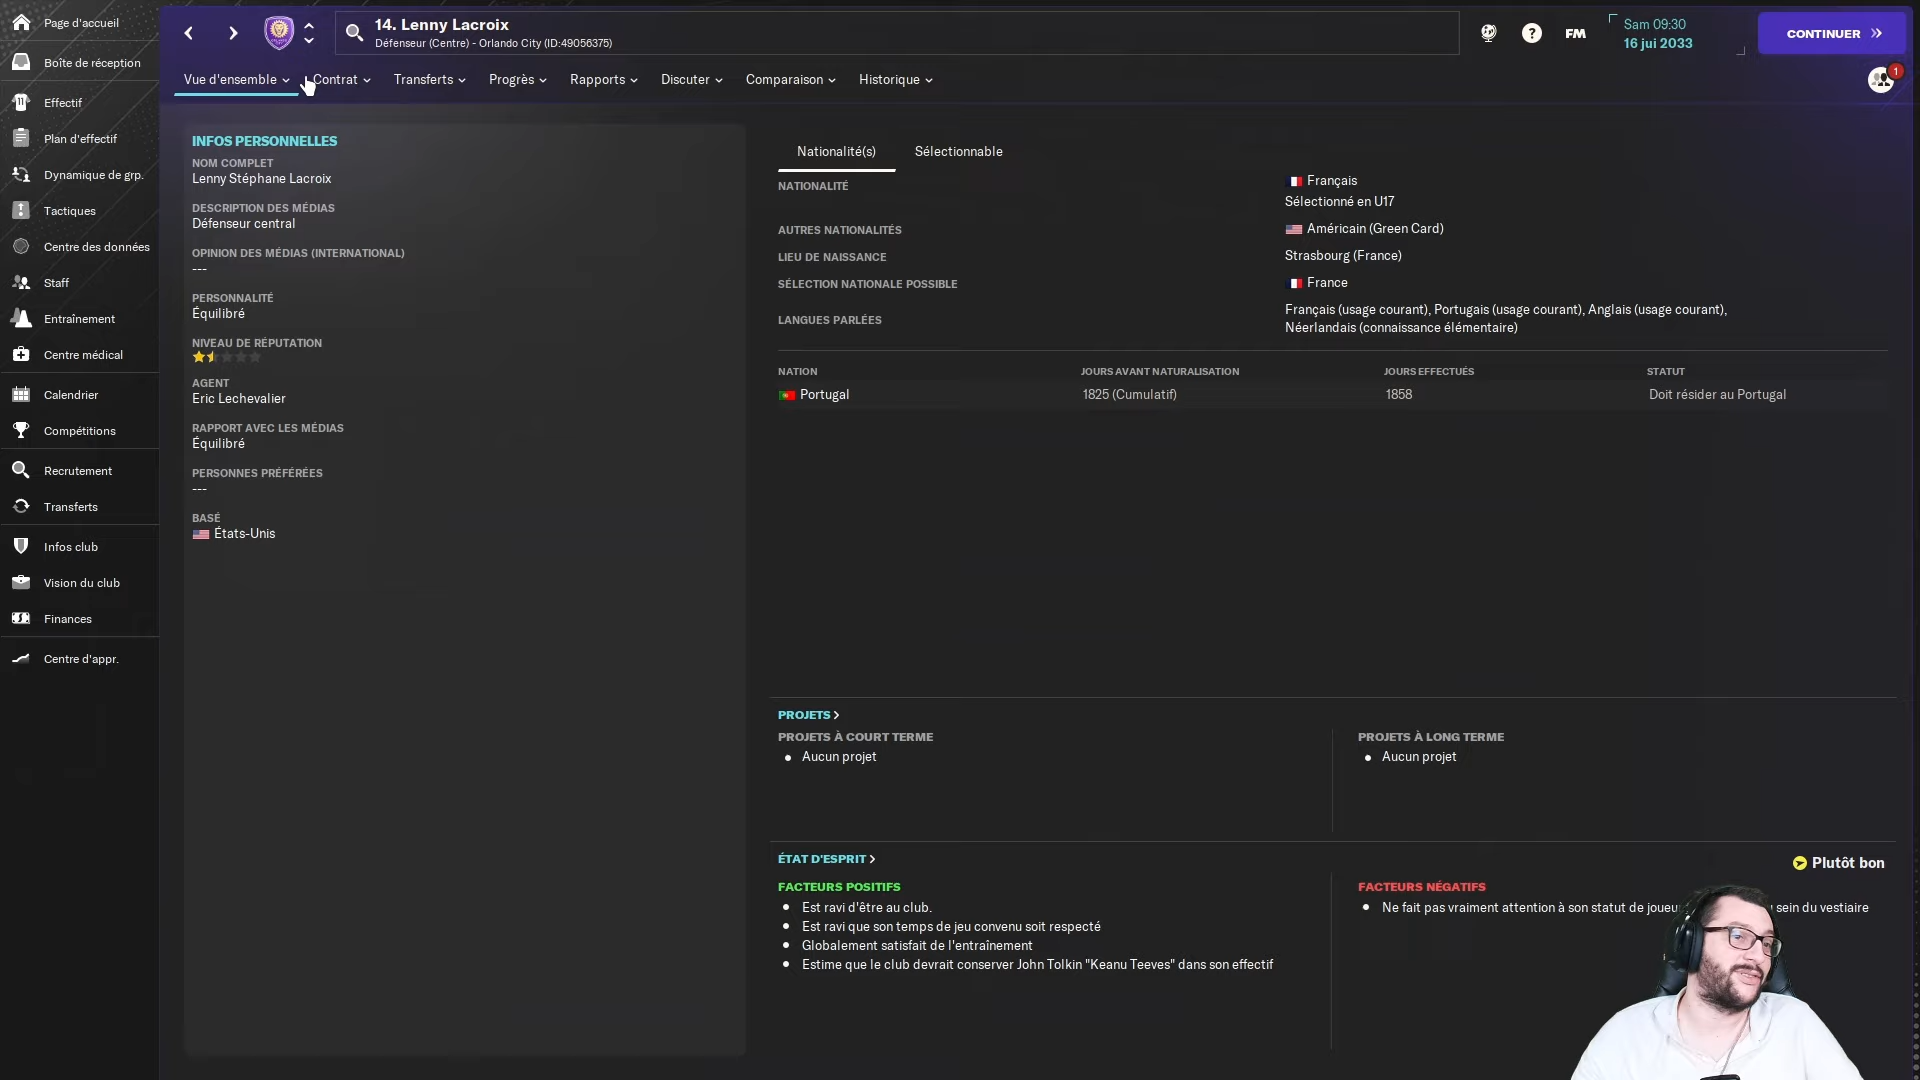 Page d'accueil
Boîte de réception
Effectif
Plan d'effectif
Dynamique de grp.
Tactiques
Centre des données
Staff
Entraînement
Centre médical
Calendrier
Compétitions
Recrutement
Transferts
Infos club
Vision du club
Finances
Centre d'appr.
14. Lenny Lacroix
Défenseur (Centre) - Orlando City (ID:49056375)
FM
Sam 09:30
16 jui 2033
CONTINUER
Vue d'ensemble
Contrat
Transferts
Progrès
Rapports
Discuter
Comparaison
Historique
1
INFOS PERSONNELLES
NOM COMPLET
Lenny Stéphane Lacroix
DESCRIPTION DES MÉDIAS
Défenseur central
OPINION DES MÉDIAS (INTERNATIONAL)
---
PERSONNALITÉ
Équilibré
NIVEAU DE RÉPUTATION
AGENT
Eric Lechevalier
RAPPORT AVEC LES MÉDIAS
Équilibré
PERSONNES PRÉFÉRÉES
---
BASÉ
États-Unis
Nationalité(s)
Sélectionnable
NATIONALITÉ
Français
Sélectionné en U17
AUTRES NATIONALITÉS
Américain (Green Card)
LIEU DE NAISSANCE
Strasbourg (France)
SÉLECTION NATIONALE POSSIBLE
France
LANGUES PARLÉES
Français (usage courant), Portugais (usage courant), Anglais (usage courant),
Néerlandais (connaissance élémentaire)
NATION JOURS AVANT NATURALISATION JOURS EFFECTUÉS STATUT
Portugal 1825 (Cumulatif) 1858 Doit résider au Portugal
PROJETS
PROJETS À COURT TERME
Aucun projet
PROJETS À LONG TERME
Aucun projet
ÉTAT D'ESPRIT
Plutôt bon
FACTEURS POSITIFS
Est ravi d'être au club.
Est ravi que son temps de jeu convenu soit respecté
Globalement satisfait de l'entraînement
Estime que le club devrait conserver John Tolkin "Keanu Teeves" dans son effectif
FACTEURS NÉGATIFS
Ne fait pas vraiment attention à son statut de joueu sein du vestiaire